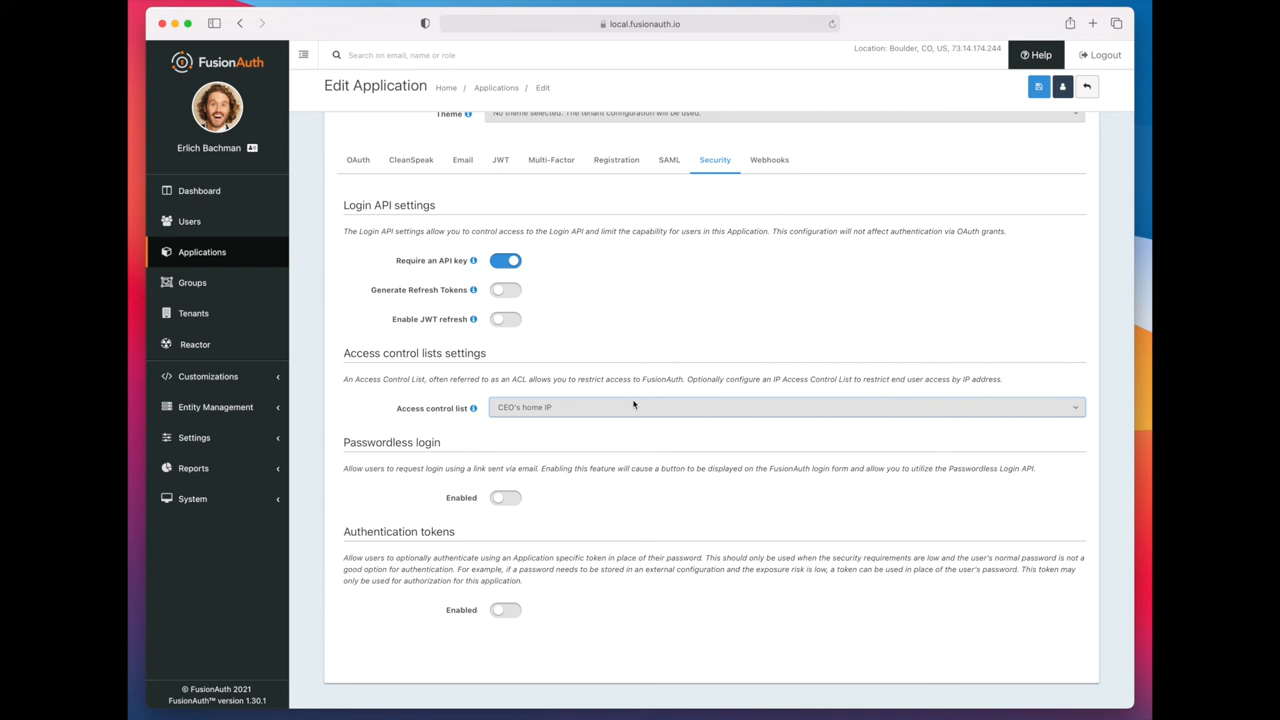 local.fusionauth.io
FusionAuth
Search on email, name or role
Location: Boulder, CO, US, 73.14.174.244
Help
Logout
Edit Application
Home / Applications / Edit
Erlich Bachman
Dashboard
Users
Applications
Groups
Tenants
Reactor
Customizations
Entity Management
Settings
Reports
System
© FusionAuth 2021
FusionAuth™ version 1.30.1
Theme
No theme selected. The tenant configuration will be used.
OAuth CleanSpeak Email JWT Multi-Factor Registration SAML Security Webhooks
Login API settings
The Login API settings allow you to control access to the Login API and limit the capability for users in this Application. This configuration will not affect authentication via OAuth grants.
Require an API key
Generate Refresh Tokens
Enable JWT refresh
Access control lists settings
An Access Control List, often referred to as an ACL allows you to restrict access to FusionAuth. Optionally configure an IP Access Control List to restrict end user access by IP address.
Access control list
CEO's home IP
Passwordless login
Allow users to request login using a link sent via email. Enabling this feature will cause a button to be displayed on the FusionAuth login form and allow you to utilize the Passwordless Login API.
Enabled
Authentication tokens
Allow users to optionally authenticate using an Application specific token in place of their password. This should only be used when the security requirements are low and the user's normal password is not a
good option for authentication. For example, if a password needs to be stored in an external configuration and the exposure risk is low, a token can be used in place of the user's password. This token may
only be used for authorization for this application.
Enabled